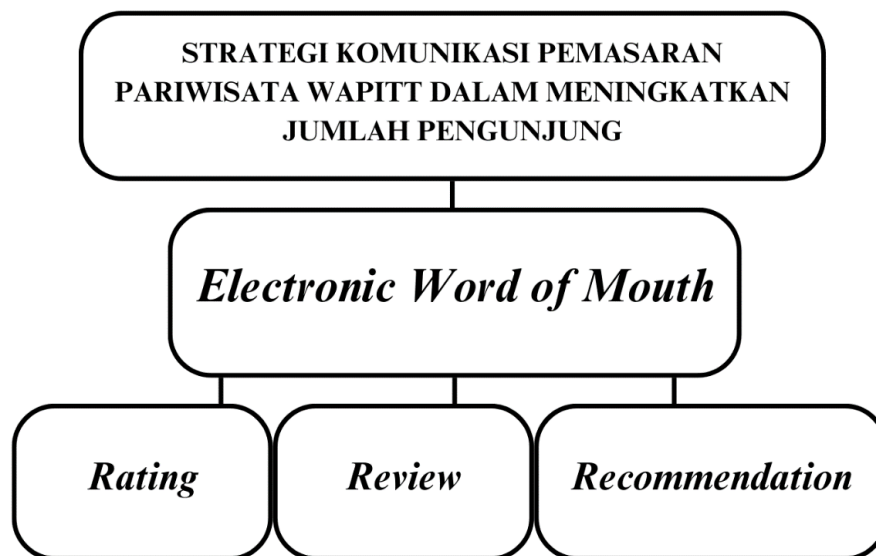 STRATEGI KOMUNIKASI PEMASARAN
PARIWISATA WAPITT DALAM MENINGKATKAN
JUMLAH PENGUNJUNG
Electronic Word of Mouth
Rating
Review
Recommendation